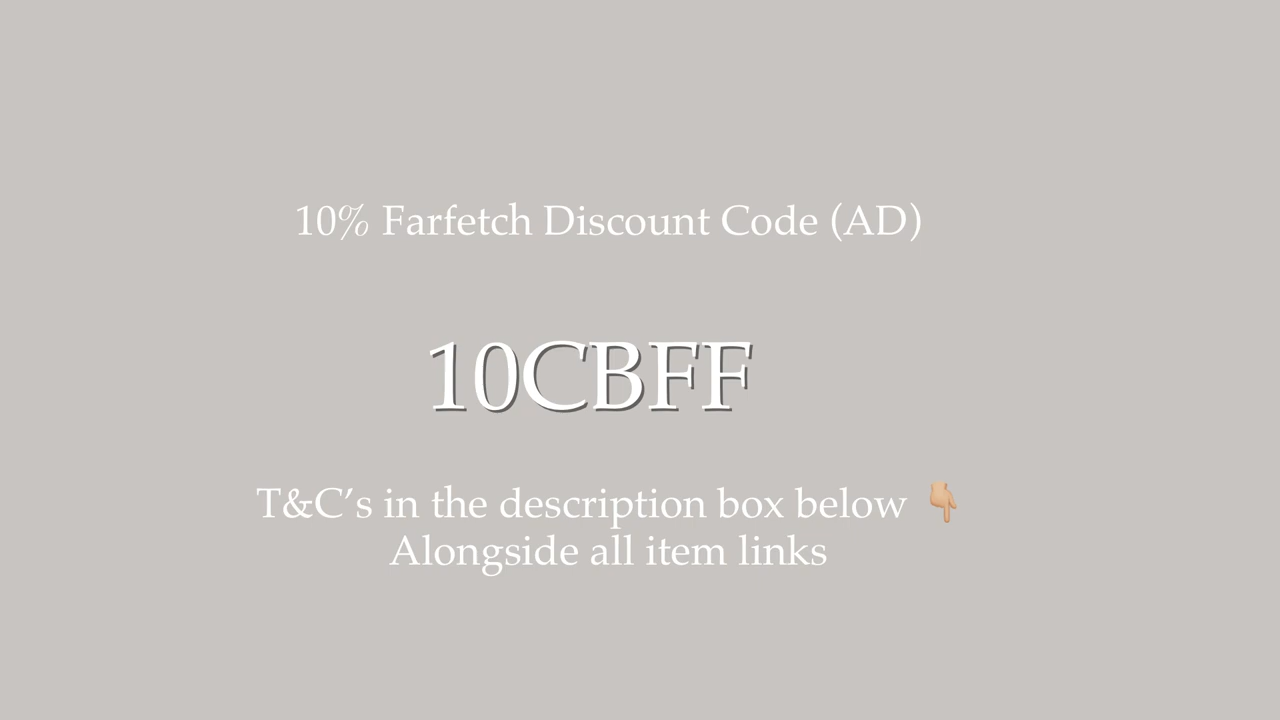 10% Farfetch Discount Code (AD)
10CBFF
T&C’s in the description box below 👇🏼
Alongside all item links